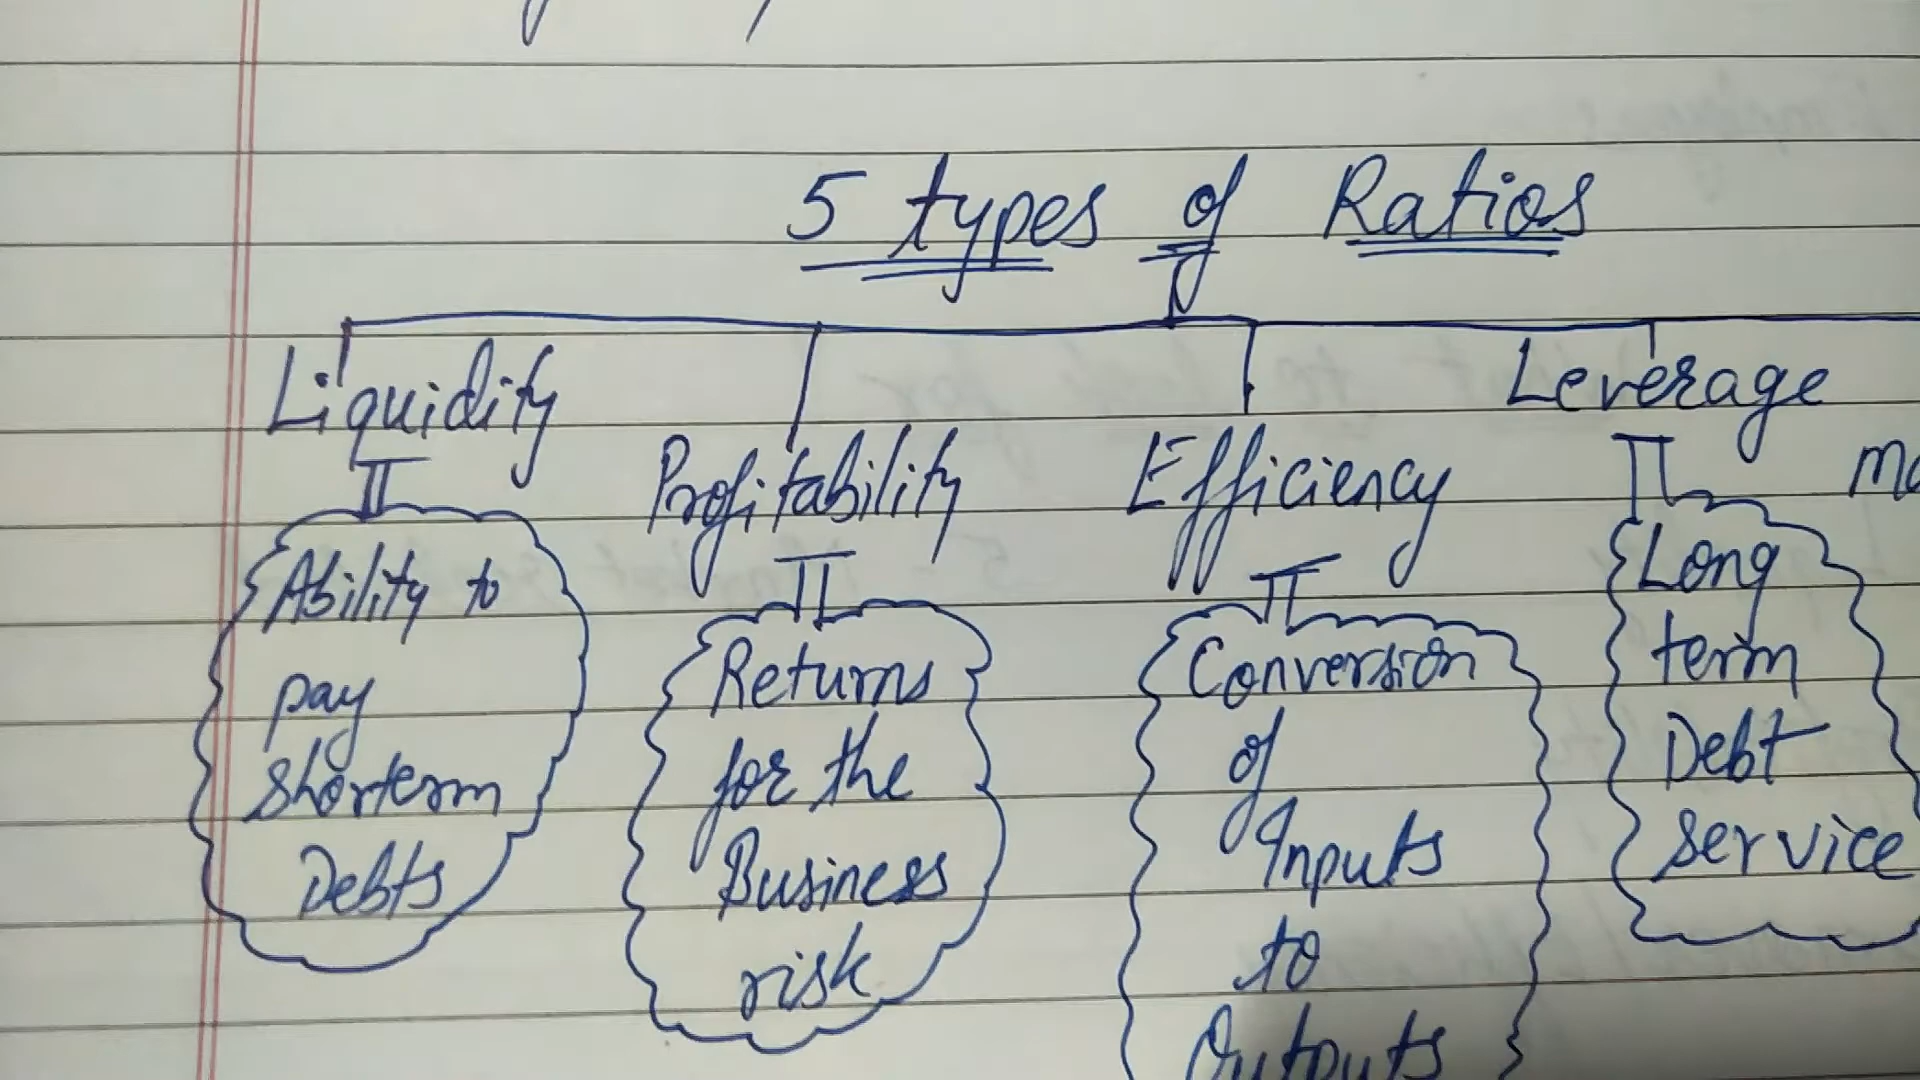 5 types of Ratios
Liquidity
Profitability
Efficiency
Leverage
Ability to
pay
Shorterm
Debts
Returns
for the
Business
risk
Conversion
of
Inputs
to
Outputs
Long
term
Debt
service